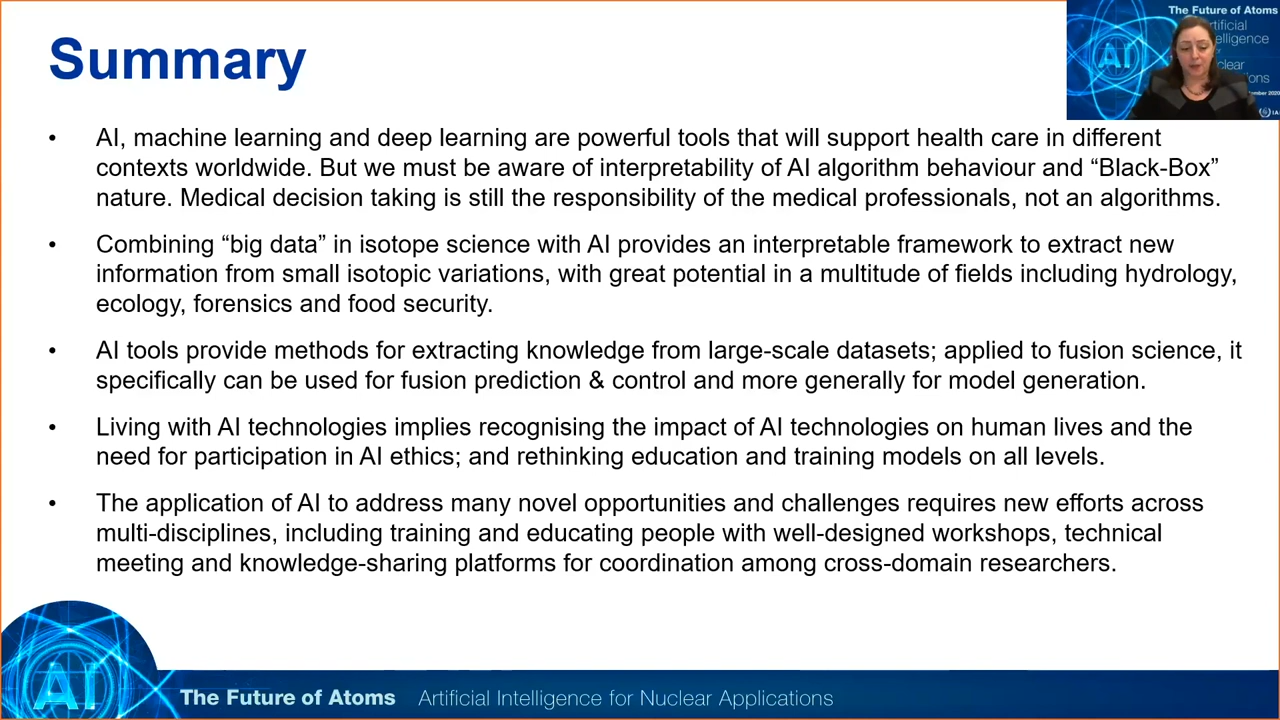 Summary
The Future of Atoms
AI
• AI, machine learning and deep learning are powerful tools that will support health care in different
contexts worldwide. But we must be aware of interpretability of AI algorithm behaviour and “Black-Box”
nature. Medical decision taking is still the responsibility of the medical professionals, not an algorithms.
• Combining “big data” in isotope science with AI provides an interpretable framework to extract new
information from small isotopic variations, with great potential in a multitude of fields including hydrology,
ecology, forensics and food security.
• AI tools provide methods for extracting knowledge from large-scale datasets; applied to fusion science, it
specifically can be used for fusion prediction & control and more generally for model generation.
• Living with AI technologies implies recognising the impact of AI technologies on human lives and the
need for participation in AI ethics; and rethinking education and training models on all levels.
• The application of AI to address many novel opportunities and challenges requires new efforts across
multi-disciplines, including training and educating people with well-designed workshops, technical
meeting and knowledge-sharing platforms for coordination among cross-domain researchers.
AI
The Future of Atoms Artificial Intelligence for Nuclear Applications